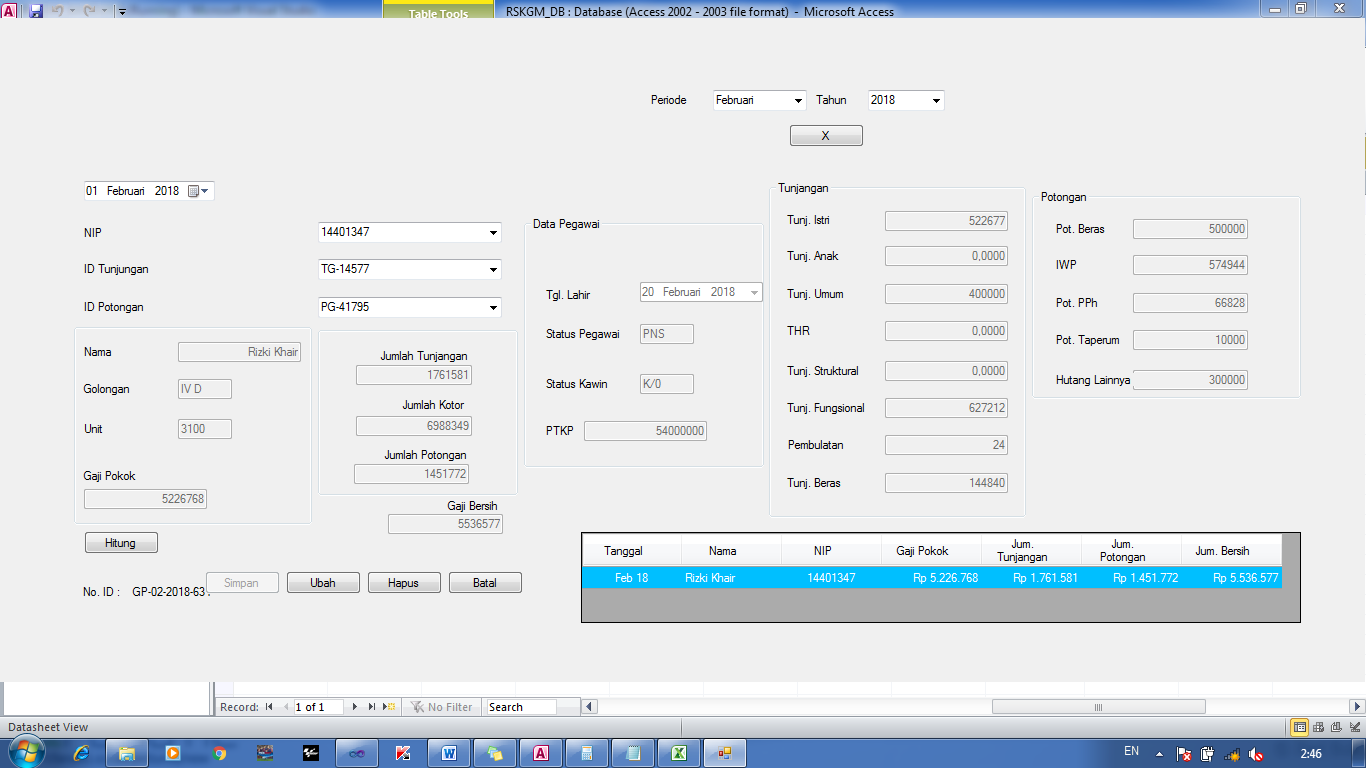 Table Tools
RSKGM_DB : Database (Access 2002 - 2003 file format) - Microsoft Access
Periode Februari Tahun 2018
X
01 Februari 2018
NIP 14401347
ID Tunjungan TG-14577
ID Potongan PG-41795
Nama Rizki Khair
Golongan IV D
Unit 3100
Gaji Pokok
5226768
Hitung
Jumlah Tunjangan
1761581
Jumlah Kotor
6988349
Jumlah Potongan
1451772
Gaji Bersih
5536577
Data Pegawai
Tgl. Lahir 20 Februari 2018
Status Pegawai PNS
Status Kawin K/0
PTKP 54000000
Tunjangan
Tunj. Istri 522677
Tunj. Anak 0,0000
Tunj. Umum 400000
THR 0,0000
Tunj. Struktural 0,0000
Tunj. Fungsional 627212
Pembulatan 24
Tunj. Beras 144840
Potongan
Pot. Beras 500000
IWP 574944
Pot. PPh 66828
Pot. Taperum 10000
Hutang Lainnya 300000
No. ID : GP-02-2018-63
Simpan Ubah Hapus Batal
Tanggal Nama NIP Gaji Pokok Jum. Tunjangan Jum. Potongan Jum. Bersih
Feb 18 Rizki Khair 14401347 Rp 5.226.768 Rp 1.761.581 Rp 1.451.772 Rp 5.536.577
Record: 1 of 1 No Filter Search
Datasheet View
EN 2:46